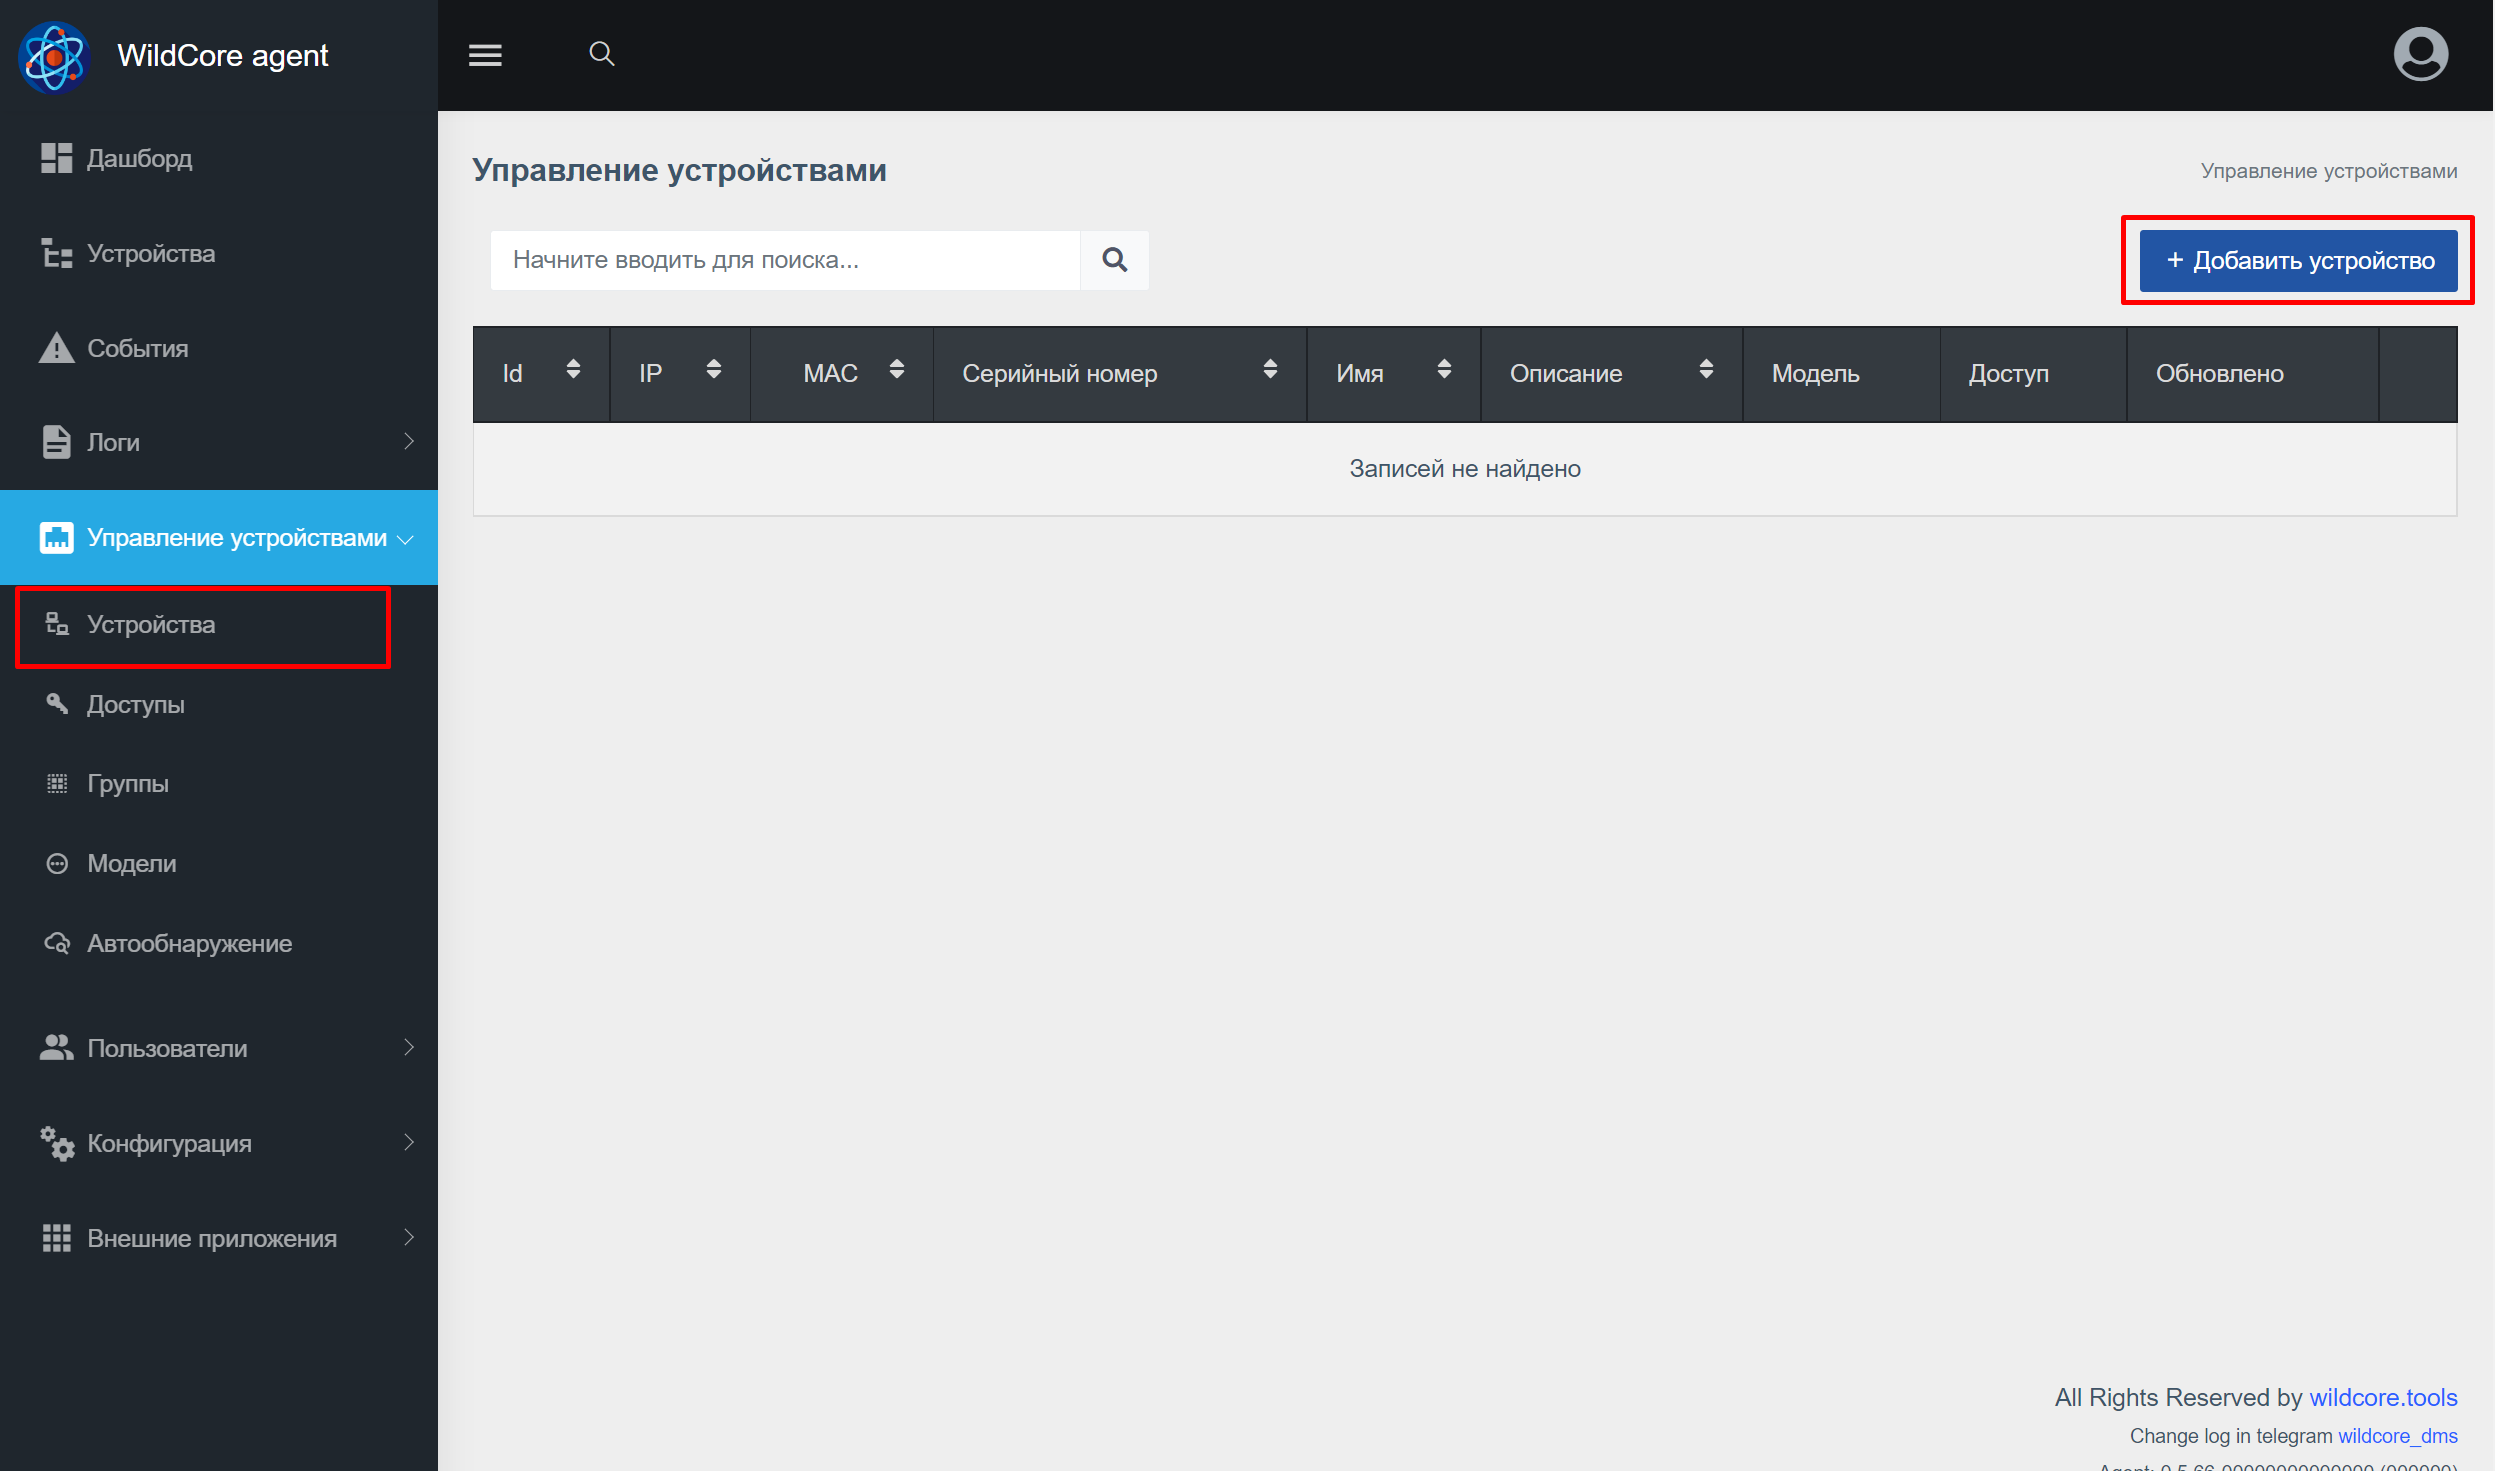 WildCore agent
Дашборд
Устройства
События
Логи
Управление устройствами
Устройства
Доступы
Группы
Модели
Автообнаружение
Пользователи
Конфигурация
Внешние приложения
Управление устройствами
Управление устройствами
Начните вводить для поиска...
+ Добавить устройство
Id IP MAC Серийный номер Имя Описание Модель Доступ Обновлено
Записей не найдено
All Rights Reserved by wildcore.tools
Change log in telegram wildcore_dms